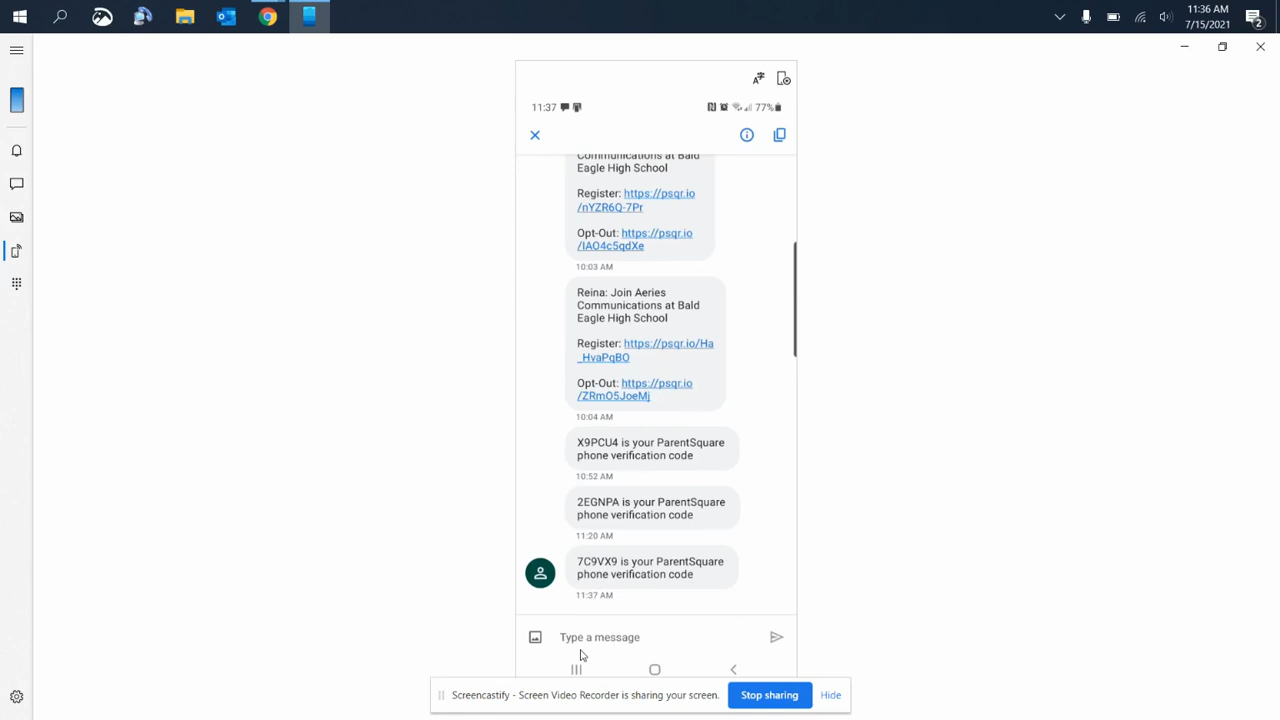 11:36 AM
7/15/2021
2
11:37
77%
Communications at Bald
Eagle High School
Register: https://psqr.io
/nYZR6Q-7Pr
Opt-Out: https://psqr.io
/IAO4c5qdXe
10:03 AM
Reina: Join Aeries
Communications at Bald
Eagle High School
Register: https://psqr.io/Ha
_HvaPqBO
Opt-Out: https://psqr.io
/ZRmO5JoeMj
10:04 AM
X9PCU4 is your ParentSquare
phone verification code
10:52 AM
2EGNPA is your ParentSquare
phone verification code
11:20 AM
7C9VX9 is your ParentSquare
phone verification code
11:37 AM
Type a message
Screencastify - Screen Video Recorder is sharing your screen.
Stop sharing
Hide